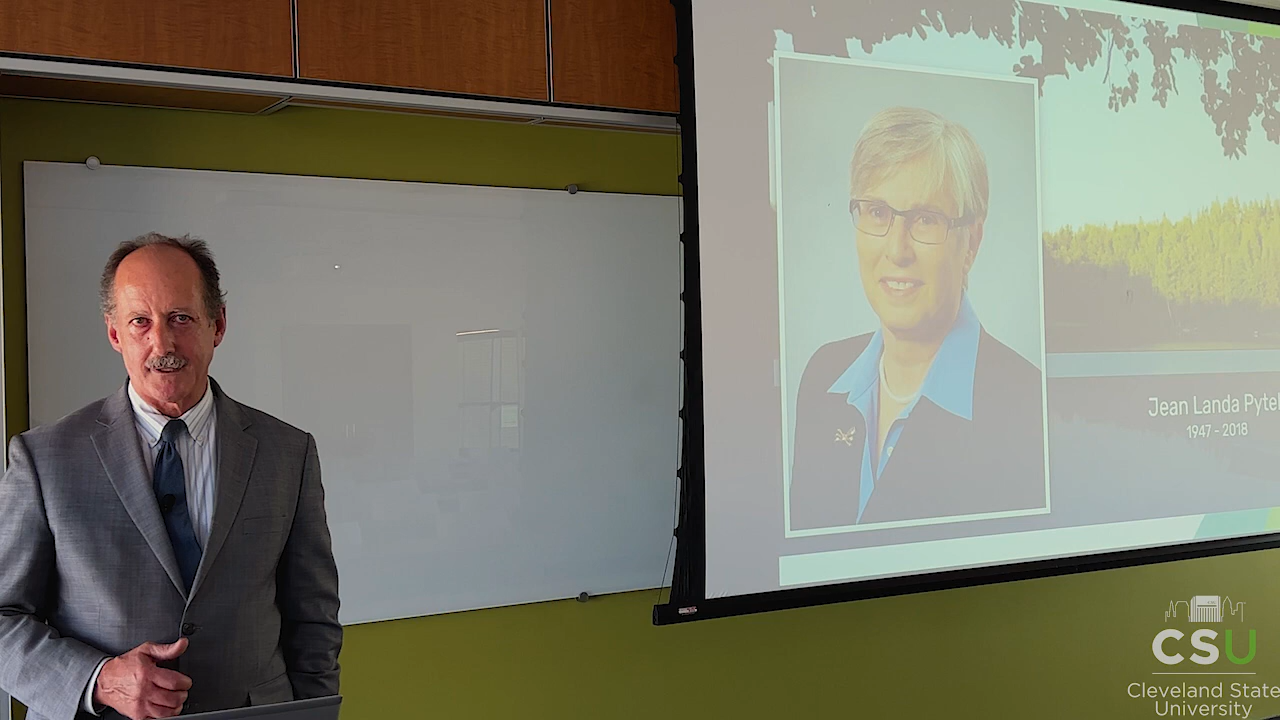 Jean Landa Pytel
1947 - 2018
CSU
Cleveland State
University